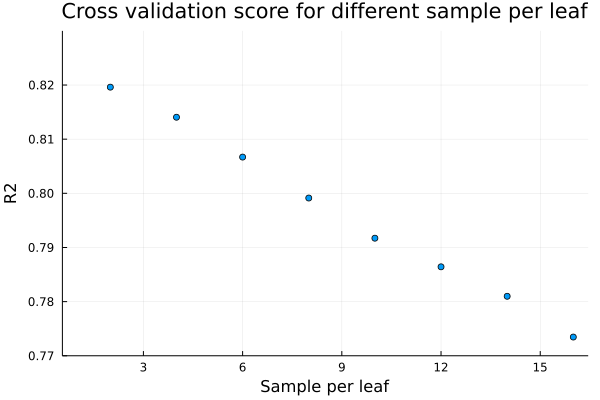 Cross validation score for different sample per leaf
0.82
0.81
0.80
0.79
0.78
0.77
R2
3 6 9 12 15
Sample per leaf